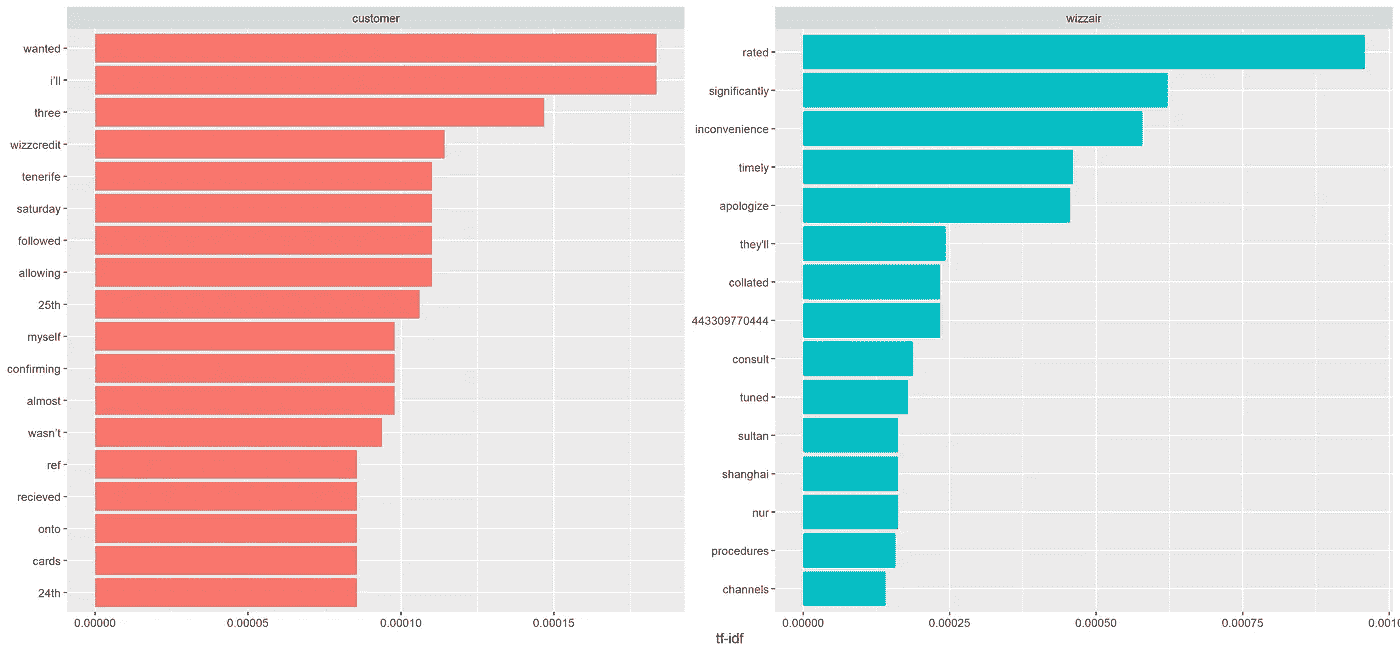 customer
wanted
i'll
three
wizzcredit
tenerife
saturday
followed
allowing
25th
myself
confirming
almost
wasn't
ref
recieved
onto
cards
24th
0.00000 0.00005 0.00010 0.00015
wizzair
rated
significantly
inconvenience
timely
apologize
they'll
collated
443309770444
consult
tuned
sultan
shanghai
nur
procedures
channels
0.00000 0.00025 0.00050 0.00075 0.0010
tf-idf